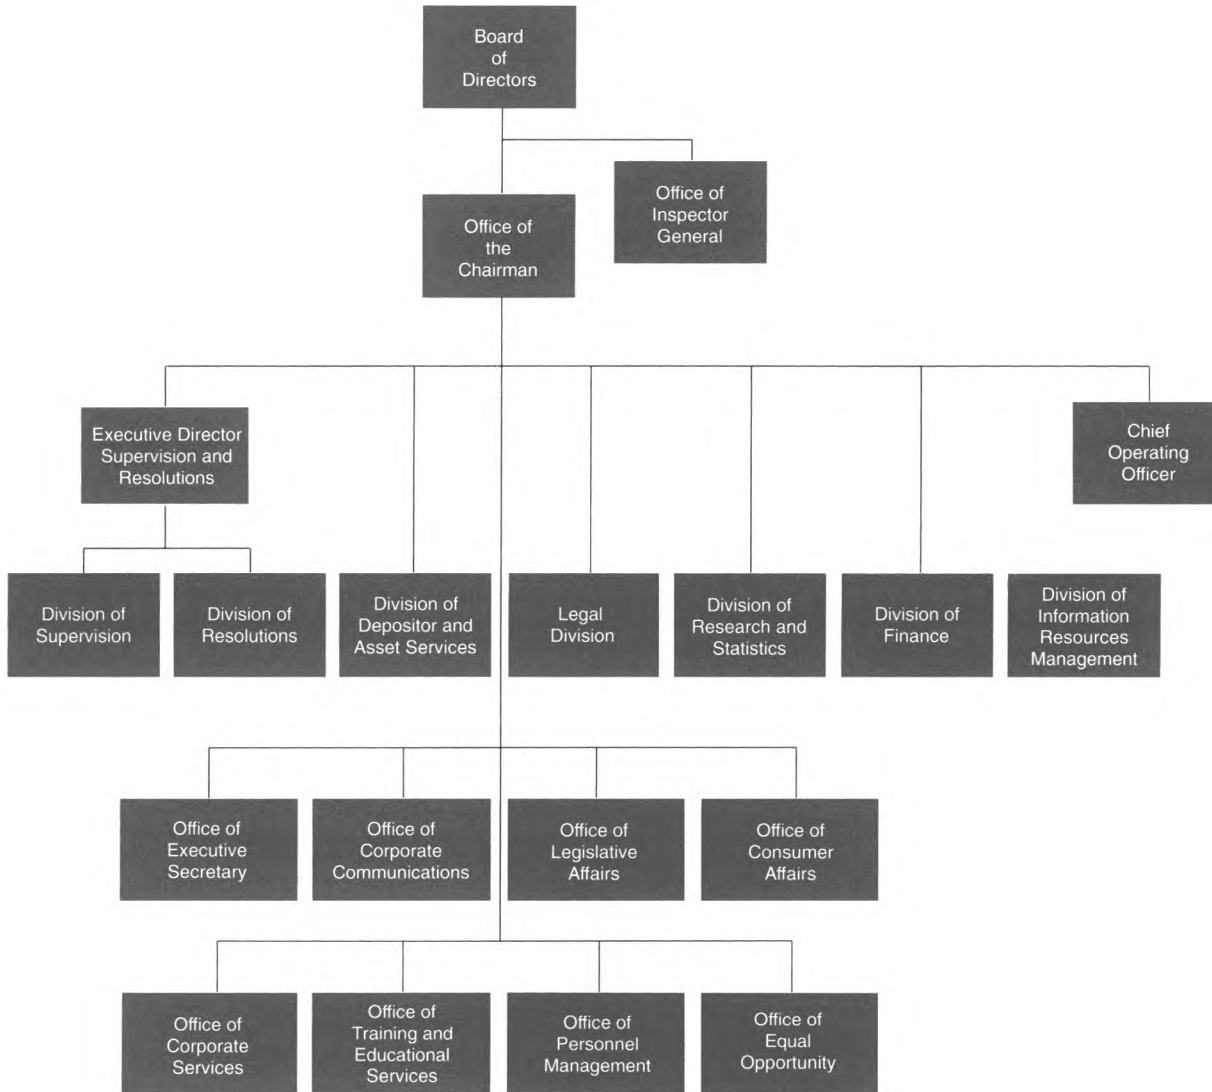 Board
of
Directors
Office of
Inspector
General
Office of
the
Chairman
Executive Director
Supervision and
Resolutions
Chief
Operating
Officer
Division of
Supervision
Division of
Resolutions
Division of
Depositor and
Asset Services
Legal
Division
Division of
Research and
Statistics
Division of
Finance
Division of
Information
Resources
Management
Office of
Executive
Secretary
Office of
Corporate
Communications
Office of
Legislative
Affairs
Office of
Consumer
Affairs
Office of
Corporate
Services
Office of
Training and
Educational
Services
Office of
Personnel
Management
Office of
Equal
Opportunity